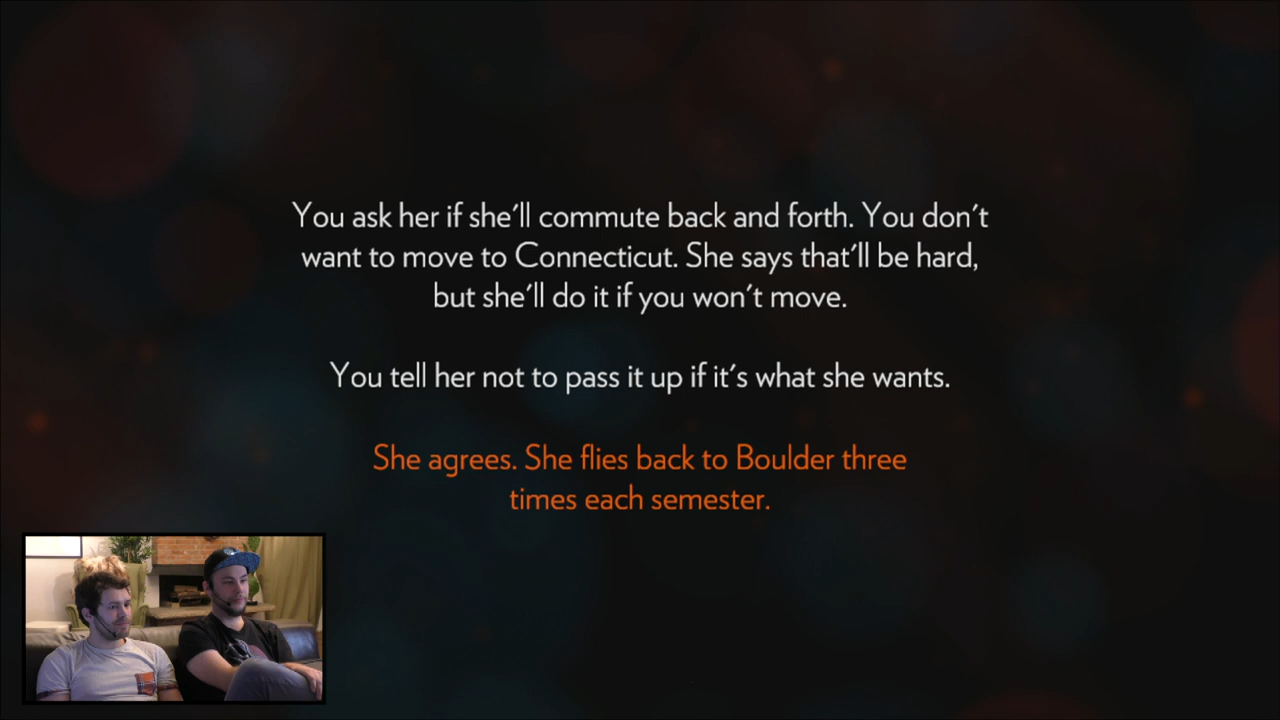 You ask her if she'll commute back and forth. You don't
want to move to Connecticut. She says that'll be hard,
but she'll do it if you won't move.
You tell her not to pass it up if it's what she wants.
She agrees. She flies back to Boulder three
times each semester.